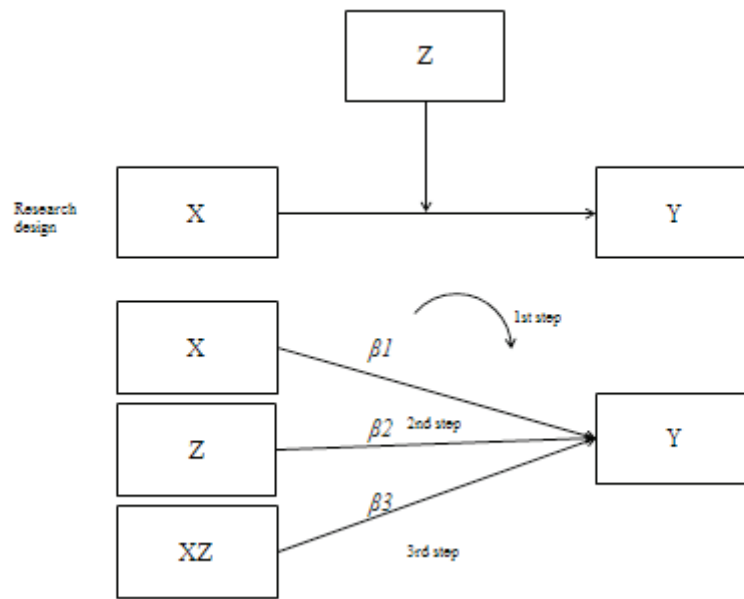 Z
Research
design
X
Y
X
β1
1st step
Z
β2
2nd step
Y
β3
XZ
3rd step